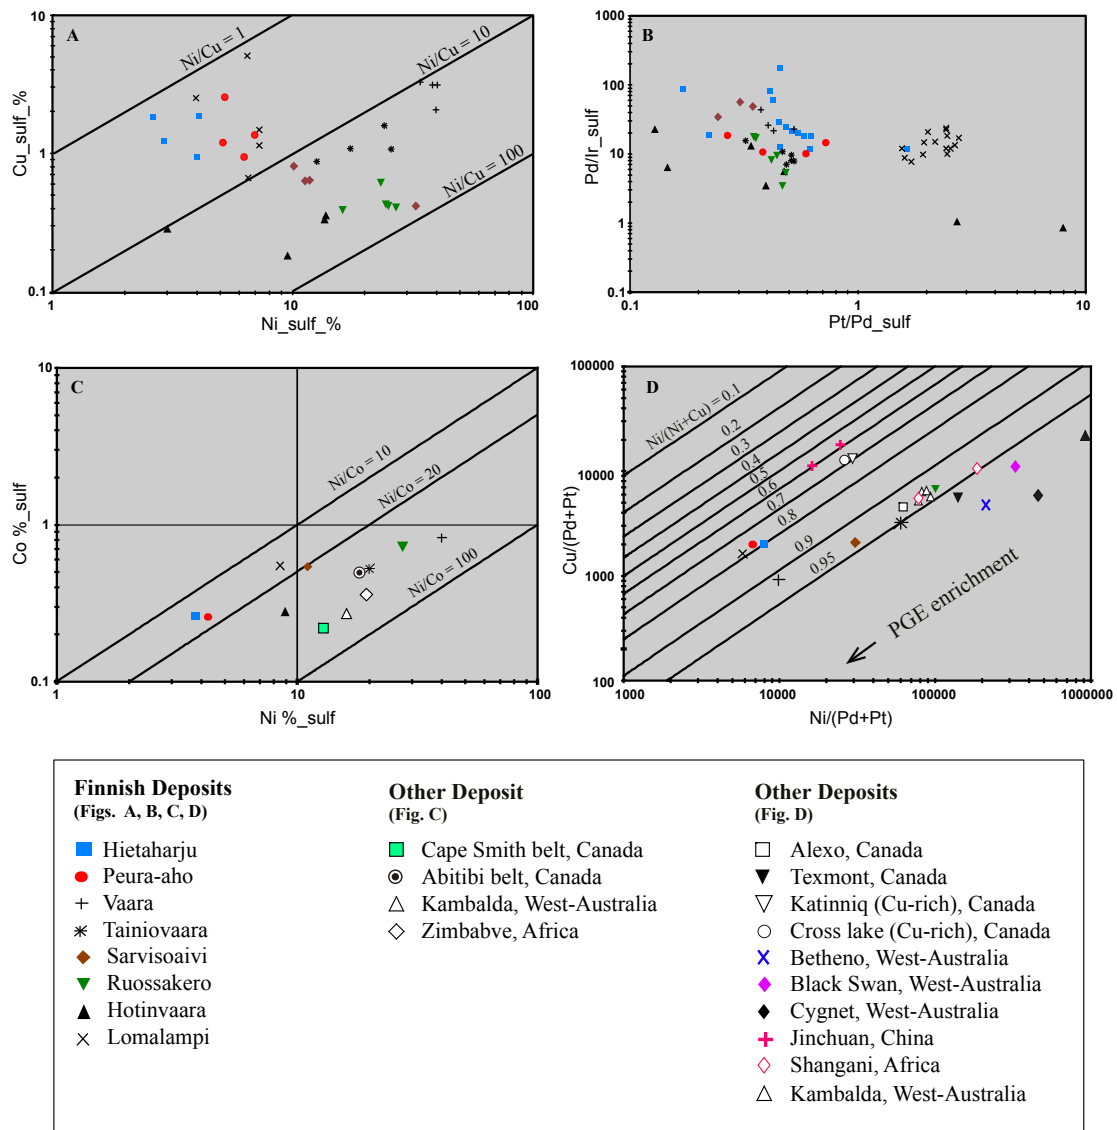 A
Ni/Cu = 1
Ni/Cu = 10
Ni/Cu = 100
10
1
0.1
Cu_sulf_%
1
10
100
Ni_sulf_%
B
1000
100
10
1
0.1
Pd/Ir_sulf
0.1
1
10
Pt/Pd_sulf
C
Ni/Co = 10
Ni/Co = 20
Ni/Co = 100
10
1
0.1
Co %_sulf
1
10
100
Ni %_sulf
D
Ni/(Ni+Cu) = 0.1
0.2
0.3
0.4
0.5
0.6
0.7
0.8
0.9
0.95
PGE enrichment
100000
10000
1000
100
Cu/(Pd+Pt)
1000
10000
100000
1000000
Ni/(Pd+Pt)
Finnish Deposits
(Figs. A, B, C, D)
Hietaharju
Peura-aho
Vaara
Tainiovaara
Sarvisoaivi
Ruossakero
Hotinvaara
Lomalampi
Other Deposit
(Fig. C)
Cape Smith belt, Canada
Abitibi belt, Canada
Kambalda, West-Australia
Zimbabve, Africa
Other Deposits
(Fig. D)
Alexo, Canada
Texmont, Canada
Katinniq (Cu-rich), Canada
Cross lake (Cu-rich), Canada
Betheno, West-Australia
Black Swan, West-Australia
Cygnet, West-Australia
Jinchuan, China
Shangani, Africa
Kambalda, West-Australia